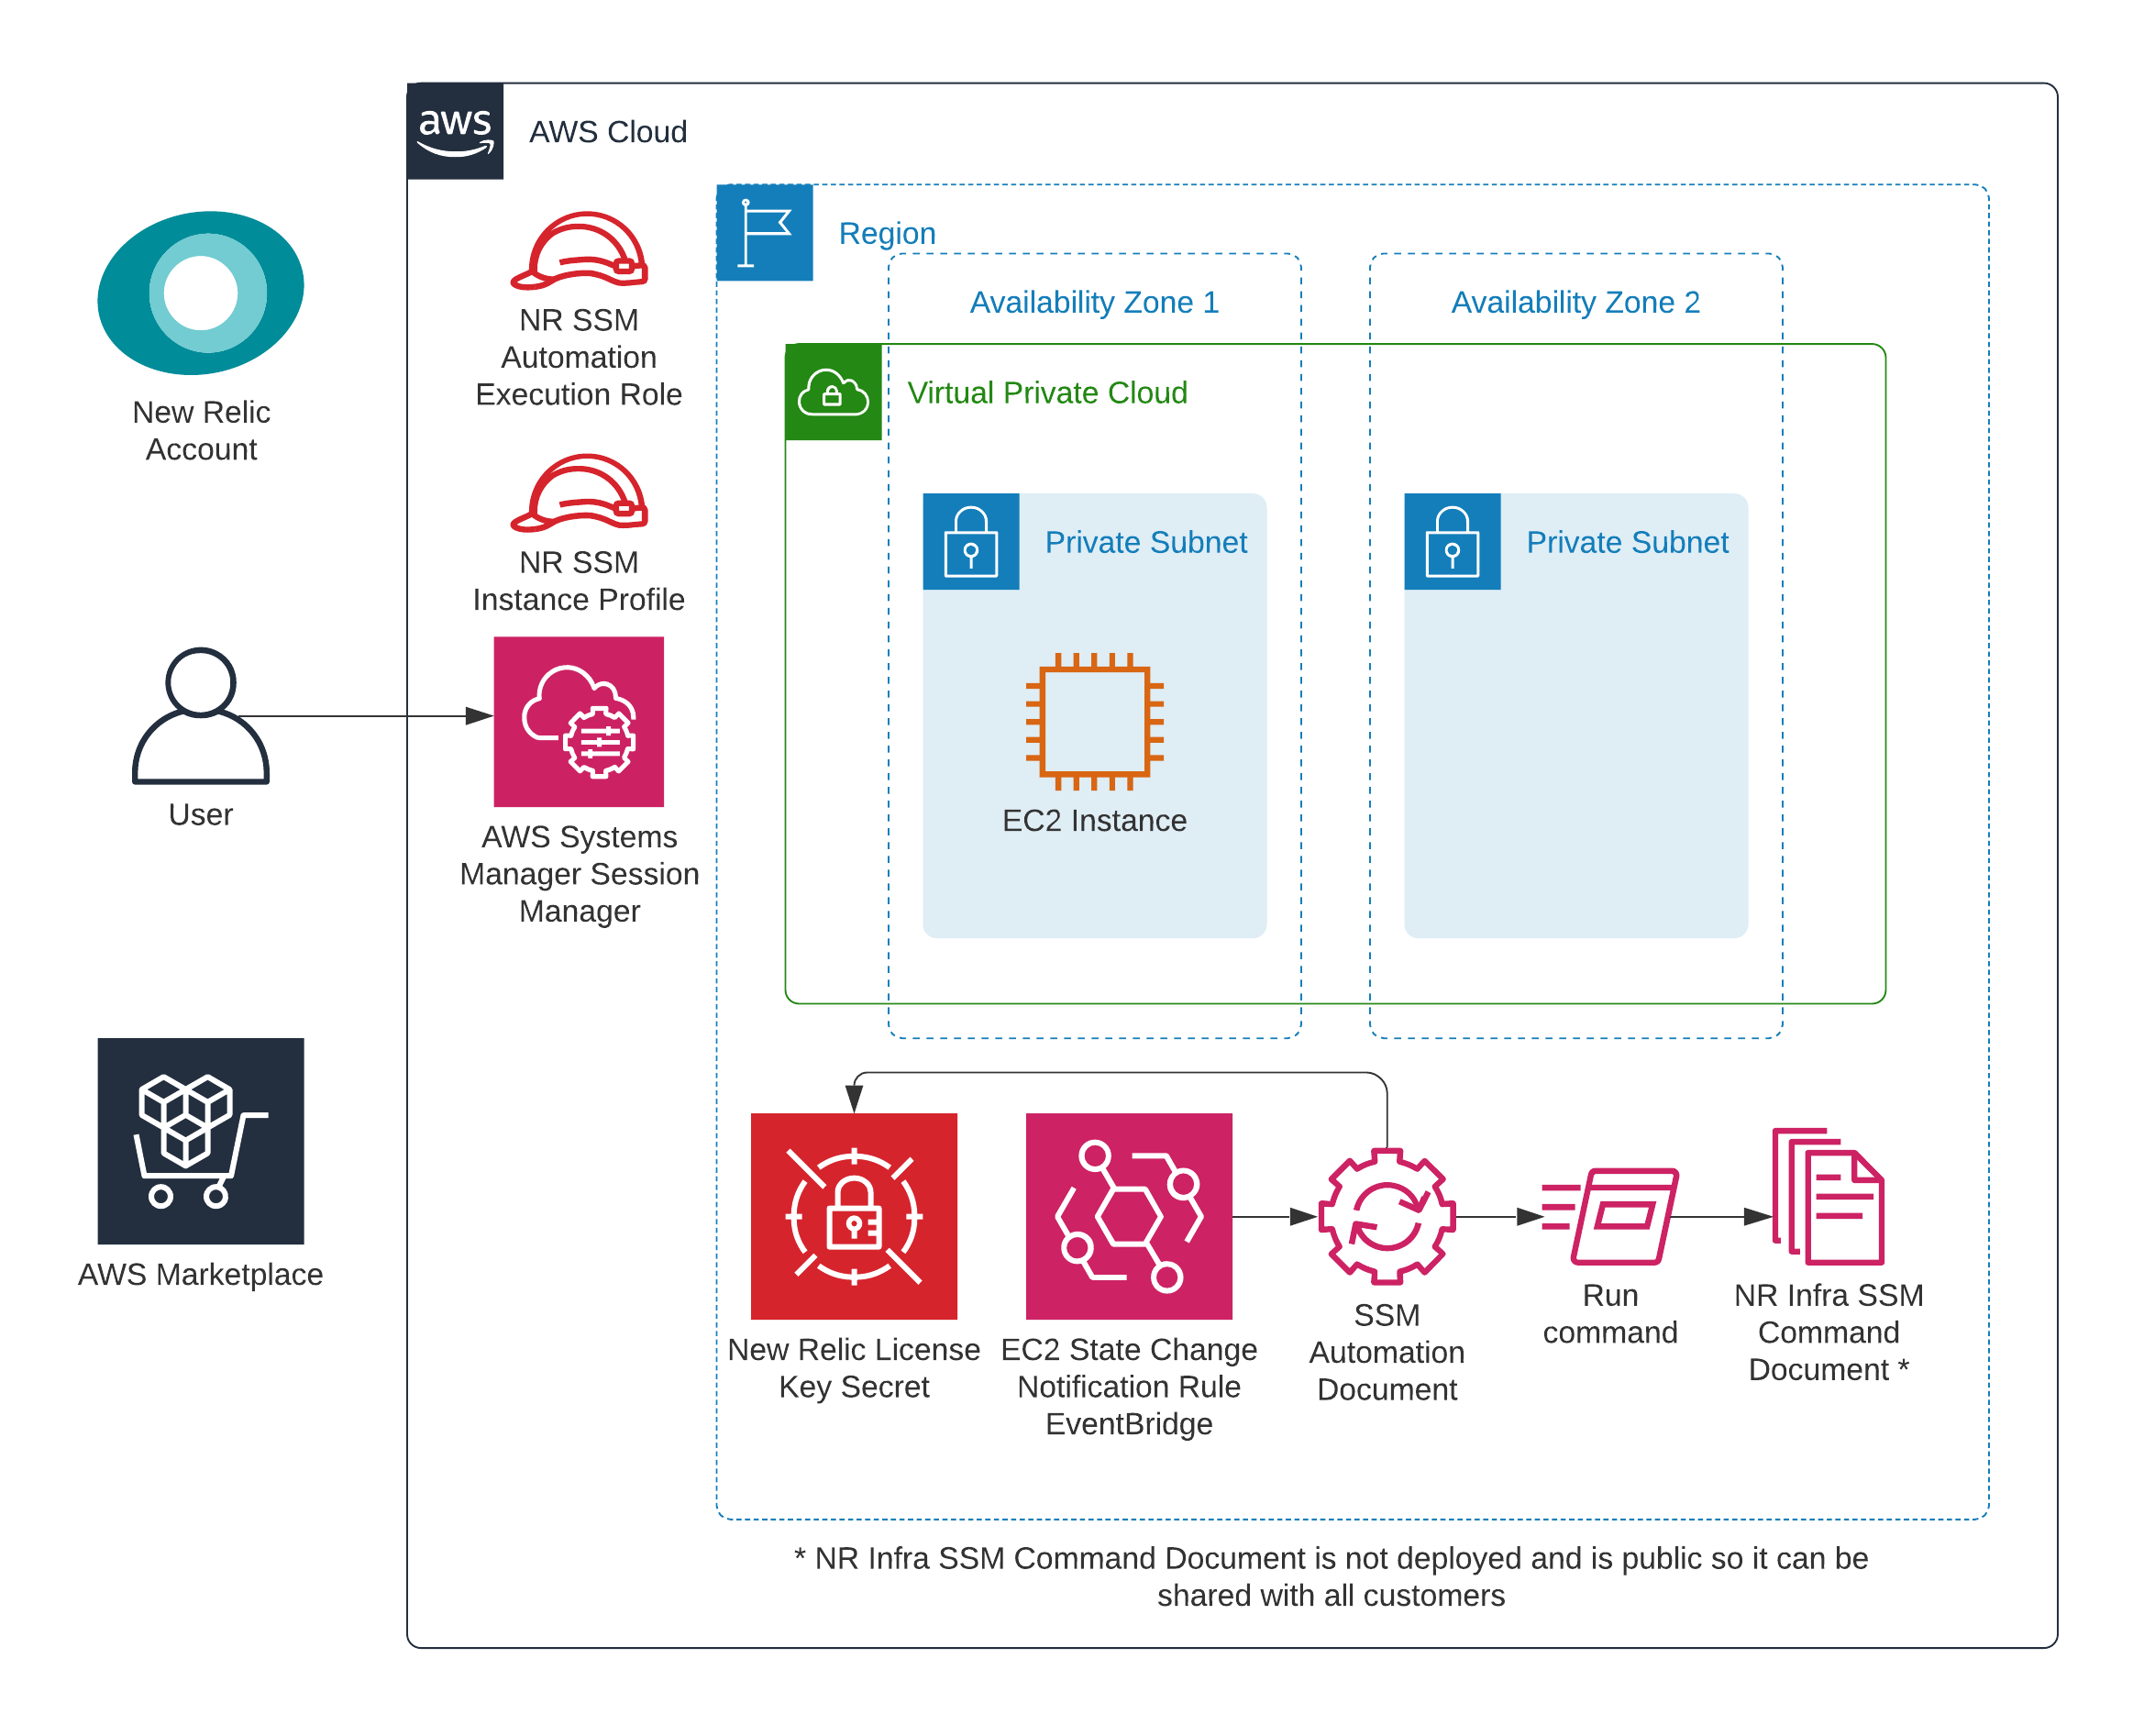 aws
AWS Cloud
Region
Availability Zone 1
Availability Zone 2
Virtual Private Cloud
Private Subnet
Private Subnet
EC2 Instance
New Relic
Account
NR SSM
Automation
Execution Role
NR SSM
Instance Profile
User
AWS Systems
Manager Session
Manager
AWS Marketplace
New Relic License
Key Secret
EC2 State Change
Notification Rule
EventBridge
SSM
Automation
Document
Run
command
NR Infra SSM
Command
Document *
* NR Infra SSM Command Document is not deployed and is public so it can be
shared with all customers